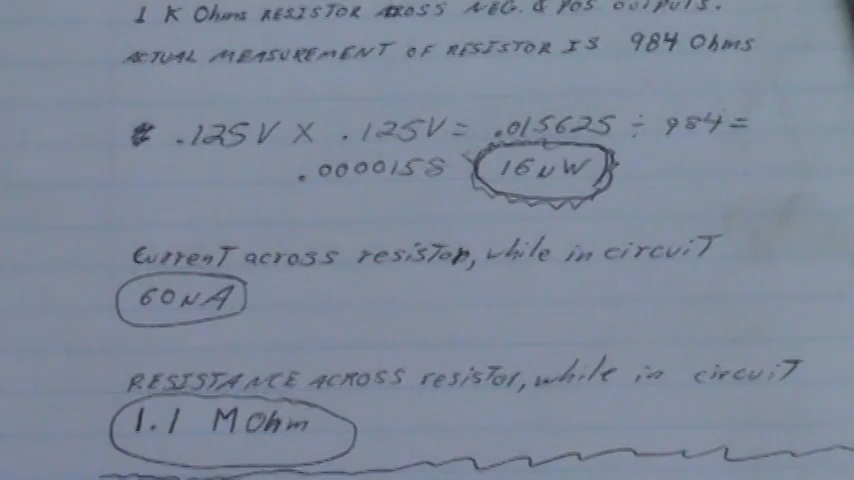 1 K Ohms RESISTOR ACROSS NEG. & POS OUTPUTS.
ACTUAL MEASUREMENT OF RESISTOR IS 984 Ohms
.125V X .125V = .015625 ÷ 984 =
.0000158 16uW
Current across resistor, while in circuit
60uA
RESISTANCE ACROSS resistor, while in circuit
1.1 MOhm